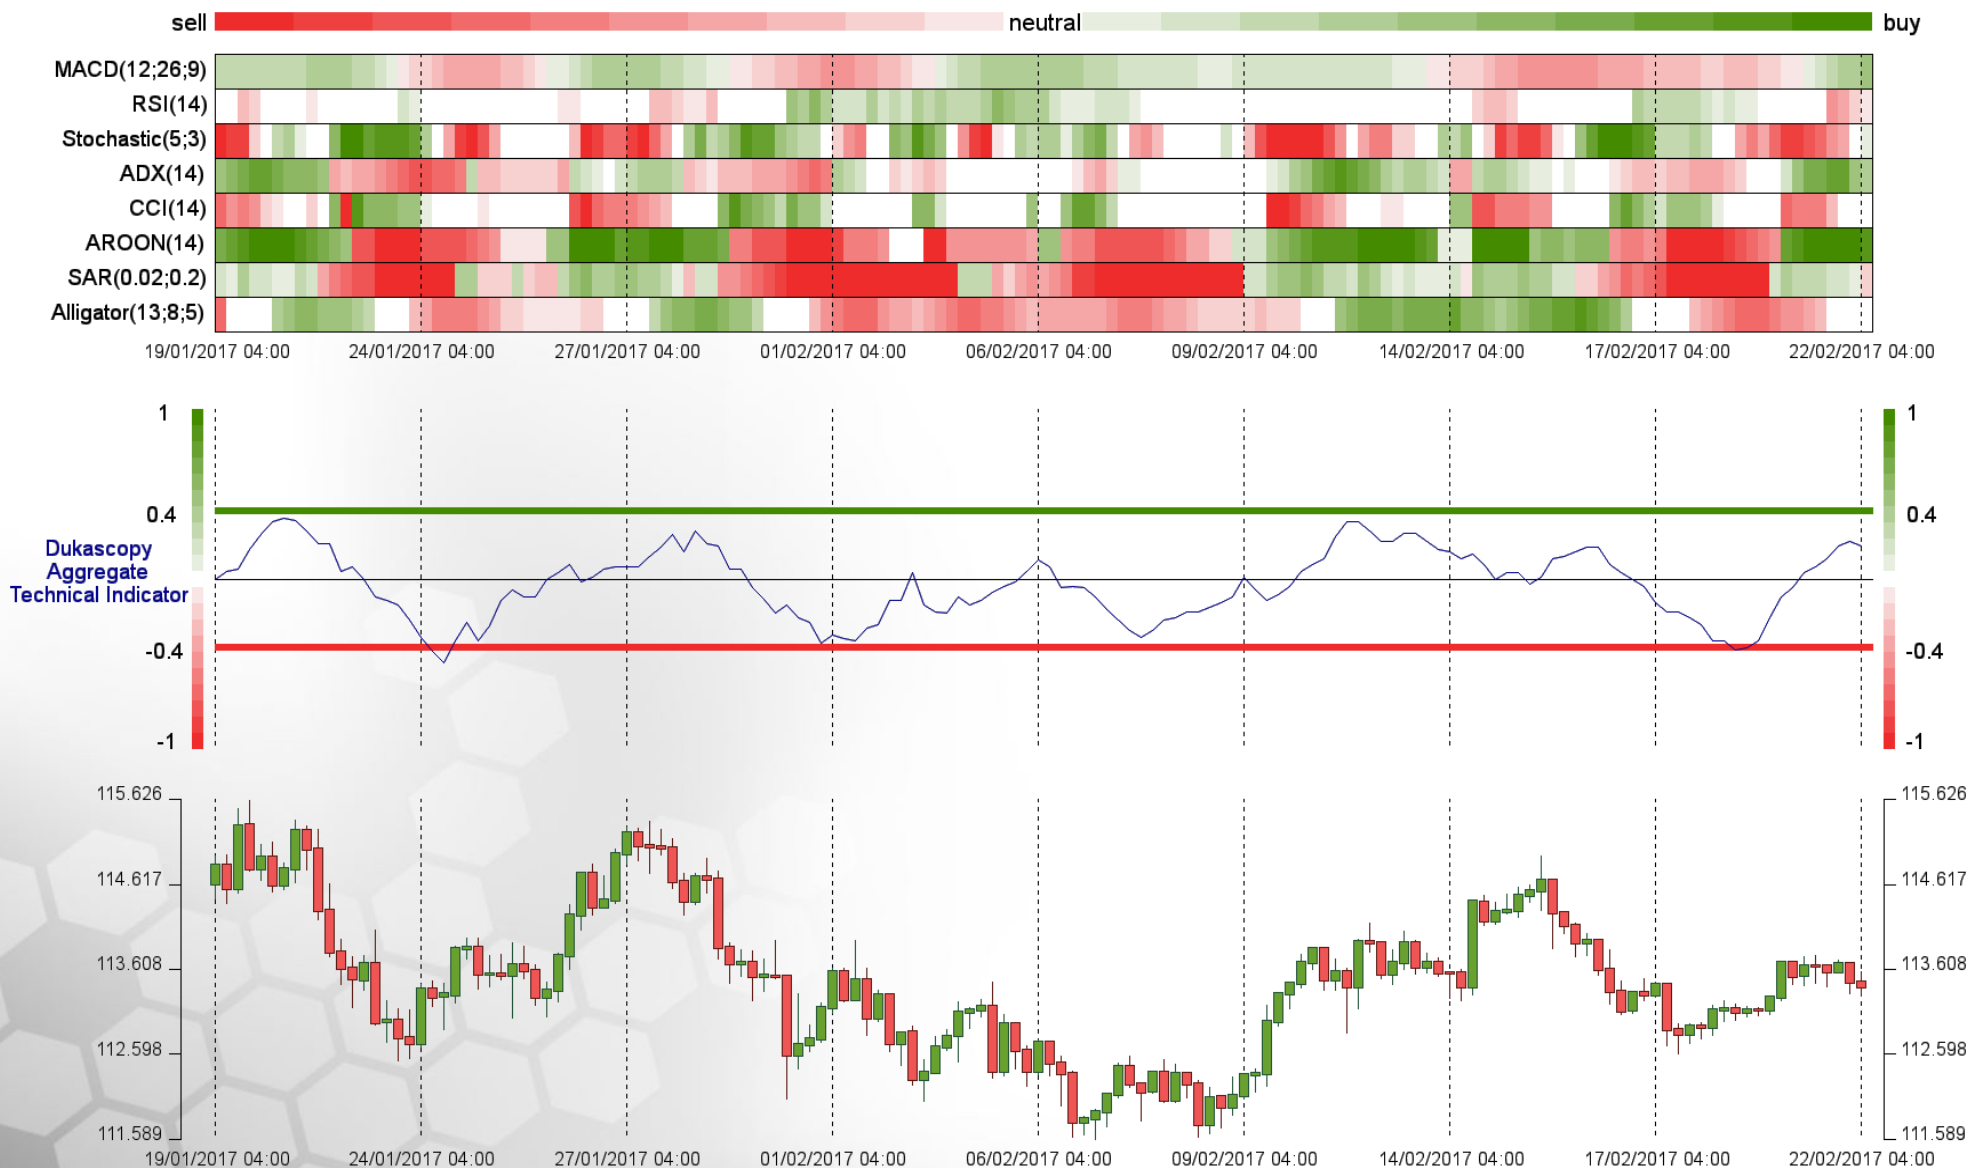 sell neutral buy
MACD(12;26;9)
RSI(14)
Stochastic(5;3)
ADX(14)
CCI(14)
AROON(14)
SAR(0.02;0.2)
Alligator(13;8;5)
19/01/2017 04:00 24/01/2017 04:00 27/01/2017 04:00 01/02/2017 04:00 06/02/2017 04:00 09/02/2017 04:00 14/02/2017 04:00 17/02/2017 04:00 22/02/2017 04:00
1 1
0.4 0.4
Dukascopy
Aggregate
Technical Indicator
-0.4 -0.4
-1 -1
115.626 115.626
114.617 114.617
113.608 113.608
112.598 112.598
111.589 111.589
19/01/2017 04:00 24/01/2017 04:00 27/01/2017 04:00 01/02/2017 04:00 06/02/2017 04:00 09/02/2017 04:00 14/02/2017 04:00 17/02/2017 04:00 22/02/2017 04:00